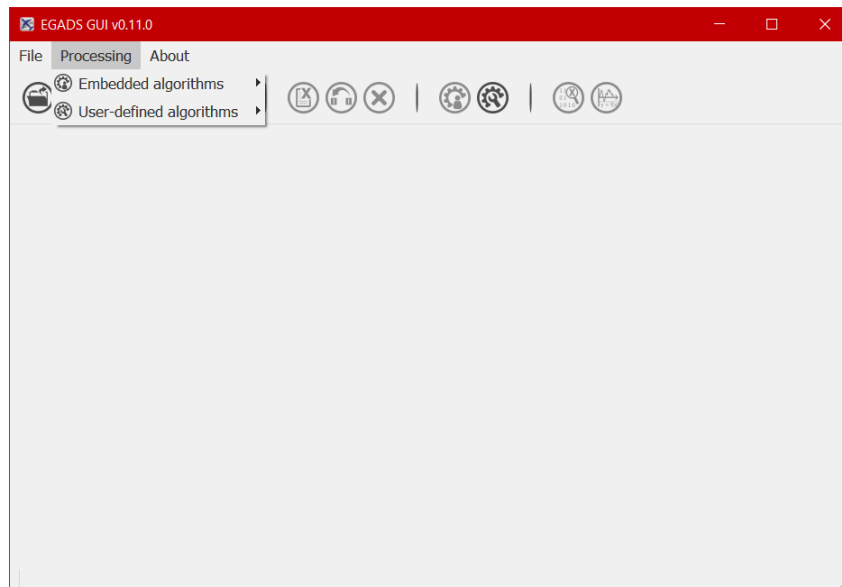 EGADS GUI v0.11.0
File Processing About
Embedded algorithms
User-defined algorithms